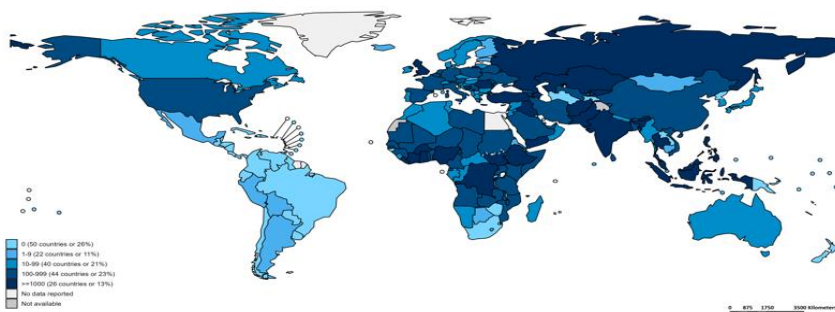 0 (50 countries or 26%)
1-9 (22 countries or 11%)
10-99 (40 countries or 21%)
100-999 (44 countries or 23%)
>=1000 (26 countries or 13%)
No data reported
Not available
0 875 1750 3500 Kilometers